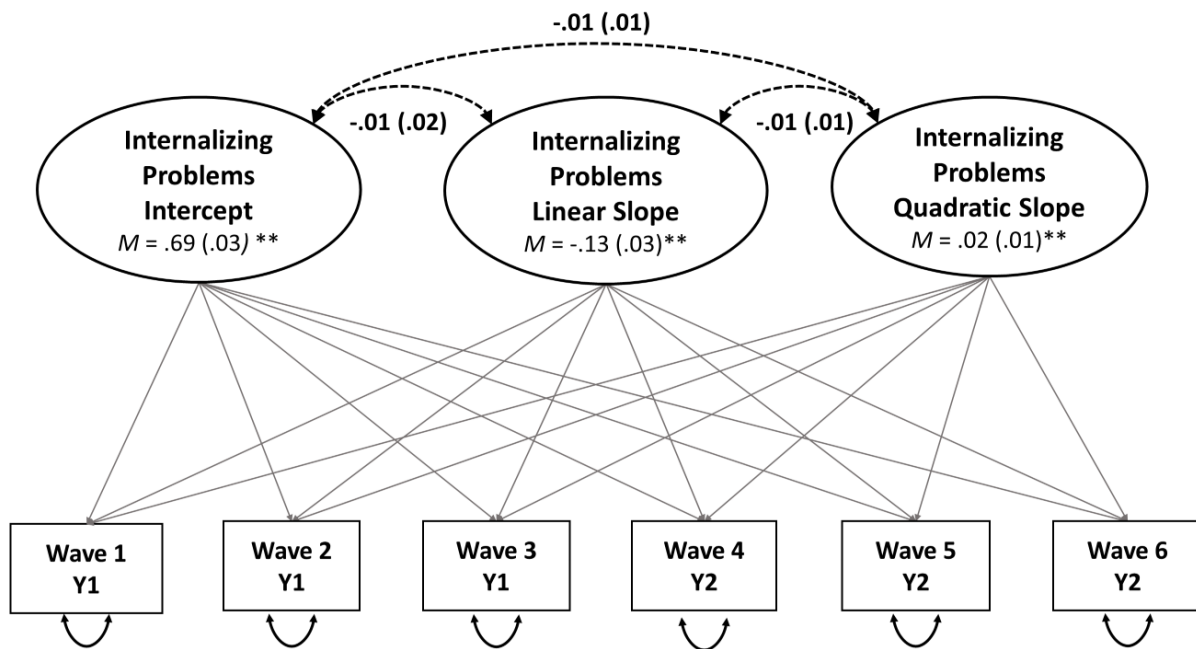 -.01 (.01)
-.01 (.02)
-.01 (.01)
Internalizing
Problems
Intercept
M = .69 (.03) **
Internalizing
Problems
Linear Slope
M = -.13 (.03)**
Internalizing
Problems
Quadratic Slope
M = .02 (.01)**
Wave 1
Y1
Wave 2
Y1
Wave 3
Y1
Wave 4
Y2
Wave 5
Y2
Wave 6
Y2